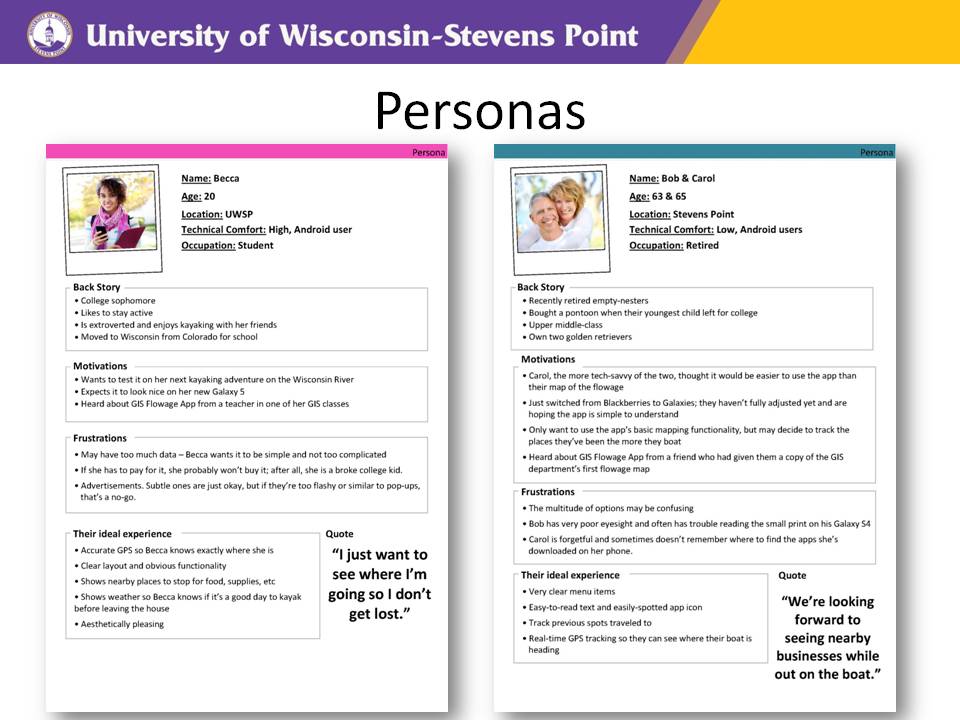 University of Wisconsin-Stevens Point
Personas
Persona
Name: Becca
Age: 20
Location: UWSP
Technical Comfort: High, Android user
Occupation: Student
Back Story
• College sophomore
• Likes to stay active
• Is extroverted and enjoys kayaking with her friends
• Moved to Wisconsin from Colorado for school
Motivations
• Wants to test it on her next kayaking adventure on the Wisconsin River
• Expects it to look nice on her new Galaxy 5
• Heard about GIS Flowage App from a teacher in one of her GIS classes
Frustrations
• May have too much data – Becca wants it to be simple and not too complicated
• If she has to pay for it, she probably won't buy it; after all, she is a broke college kid.
• Advertisements. Subtle ones are just okay, but if they're too flashy or similar to pop-ups,
that's a no-go.
Their ideal experience
• Accurate GPS so Becca knows exactly where she is
• Clear layout and obvious functionality
• Shows nearby places to stop for food, supplies, etc
• Shows weather so Becca knows if it's a good day to kayak
before leaving the house
• Aesthetically pleasing
Quote
“I just want to
see where I’m
going so I don’t
get lost.”
Persona
Name: Bob & Carol
Age: 63 & 65
Location: Stevens Point
Technical Comfort: Low, Android users
Occupation: Retired
Back Story
• Recently retired empty-nesters
• Bought a pontoon when their youngest child left for college
• Upper middle-class
• Own two golden retrievers
Motivations
• Carol, the more tech-savvy of the two, thought it would be easier to use the app than
their map of the flowage
• Just switched from Blackberries to Galaxies; they haven't fully adjusted yet and are
hoping the app is simple to understand
• Only want to use the app's basic mapping functionality, but may decide to track the
places they've been the more they boat
• Heard about GIS Flowage App from a friend who had given them a copy of the GIS
department's first flowage map
Frustrations
• The multitude of options may be confusing
• Bob has very poor eyesight and often has trouble reading the small print on his Galaxy S4
• Carol is forgetful and sometimes doesn't remember where to find the apps she's
downloaded on her phone.
Their ideal experience
• Very clear menu items
• Easy-to-read text and easily-spotted app icon
• Track previous spots traveled to
• Real-time GPS tracking so they can see where their boat is
heading
Quote
“We’re looking
forward to
seeing nearby
businesses while
out on the boat.”